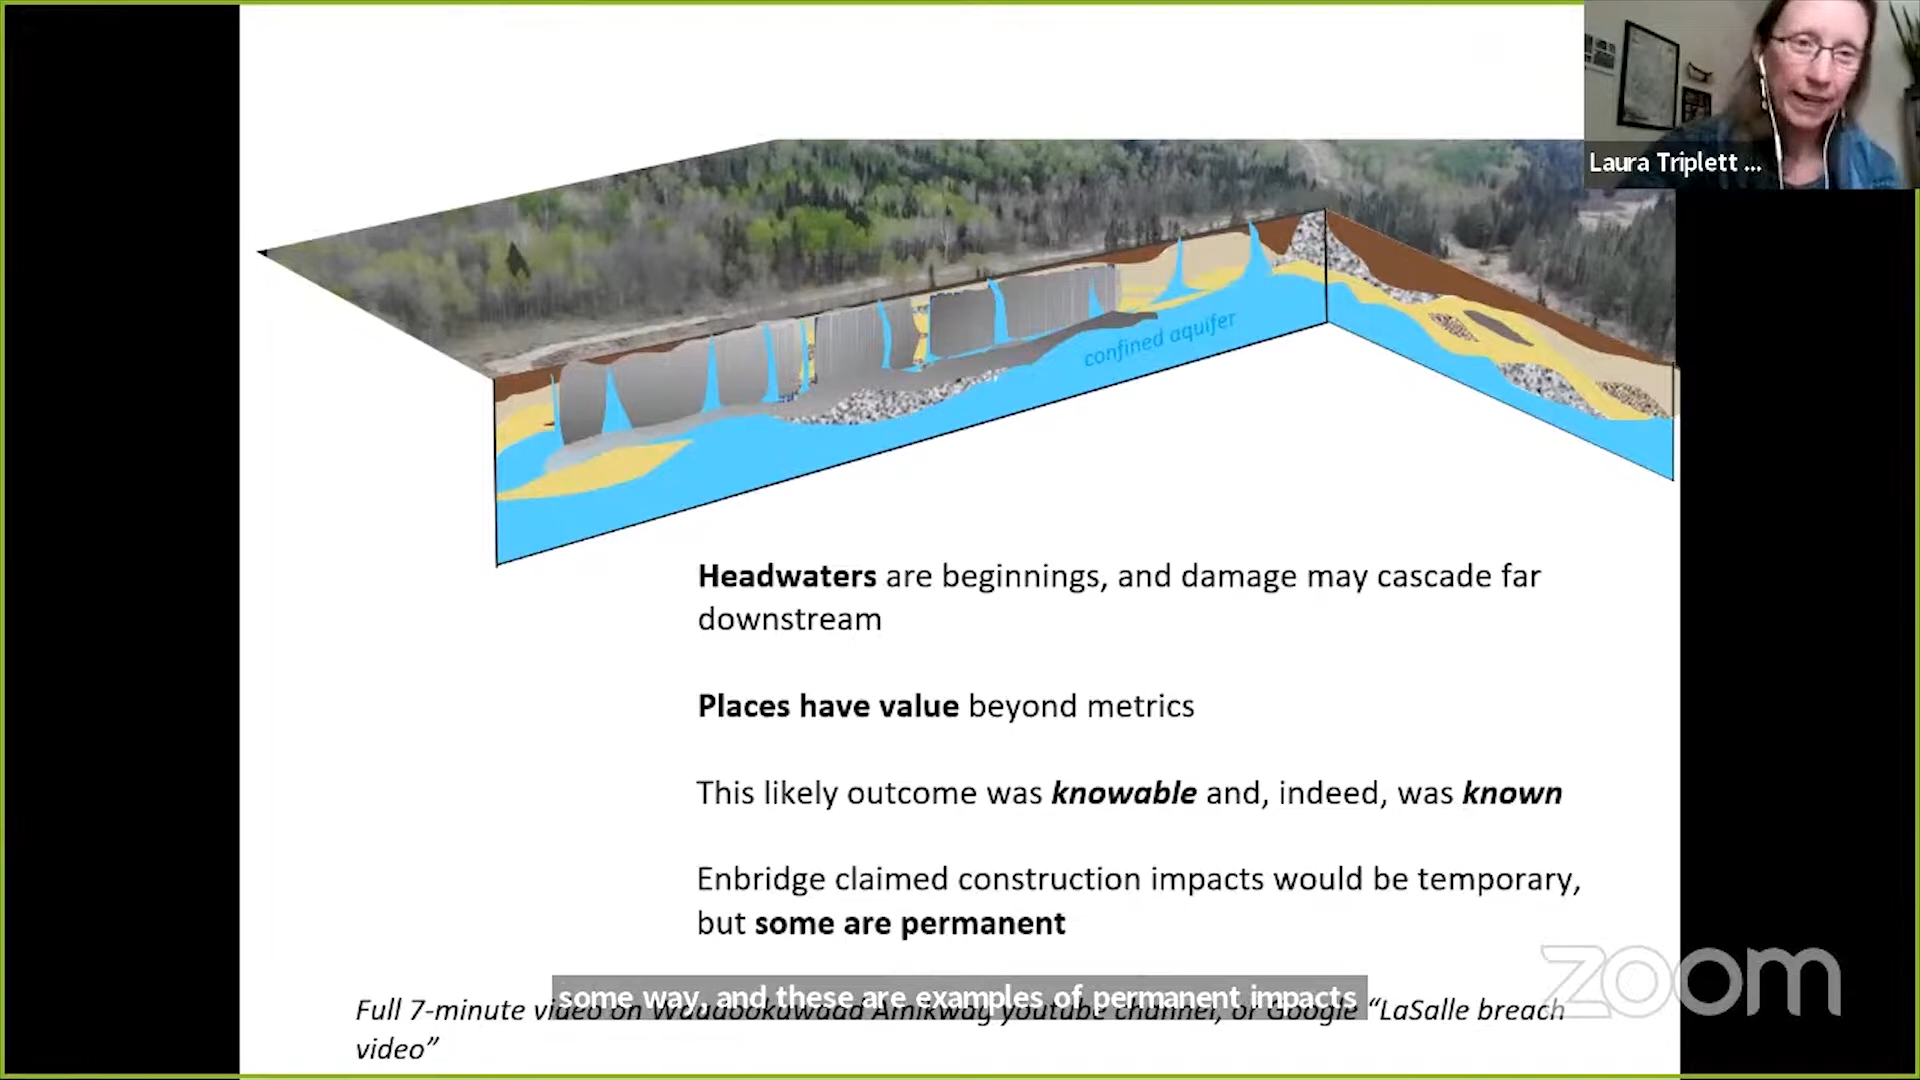 Laura Triplett ...
confined aquifer
Headwaters are beginnings, and damage may cascade far
downstream
Places have value beyond metrics
This likely outcome was knowable and, indeed, was known
Enbridge claimed construction impacts would be temporary,
but some are permanent
zoom
some way, and these are examples of permanent impacts
Full 7-minute video on Waadookawaad Amikwag youtube channel, or Google “LaSalle breach
video”